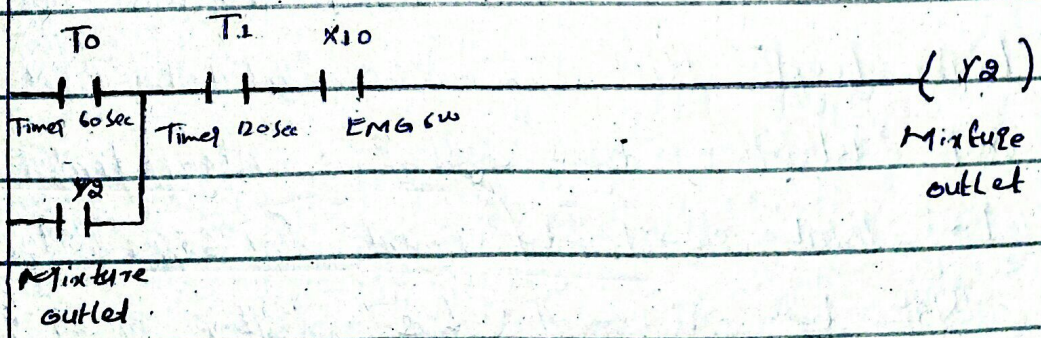 T0 T1 X10
( Y2 )
Timer 60 sec Timer 120 sec. EMG SW
Mixture
outlet
Y2
Mixture
outlet.